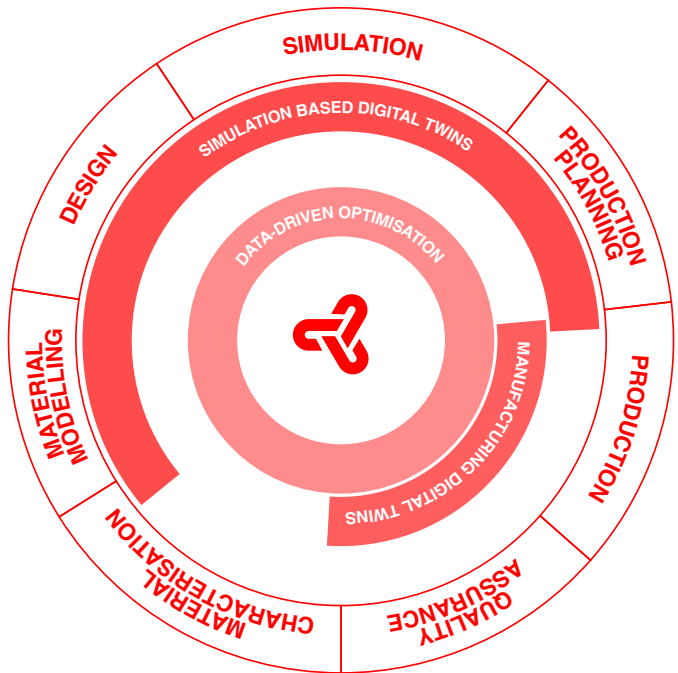 SIMULATION
PRODUCTION
PLANNING
PRODUCTION
QUALITY
ASSURANCE
MATERIAL
CHARACTERISATION
MATERIAL
MODELLING
DESIGN
SIMULATION BASED DIGITAL TWINS
DATA-DRIVEN OPTIMISATION
MANUFACTURING DIGITAL TWINS